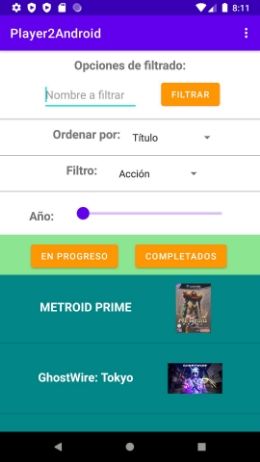 8:11
Player2Android
Opciones de filtrado:
Nombre a filtrar
FILTRAR
Ordenar por: Título
Filtro: Acción
Año:
EN PROGRESO COMPLETADOS
METROID PRIME
GhostWire: Tokyo